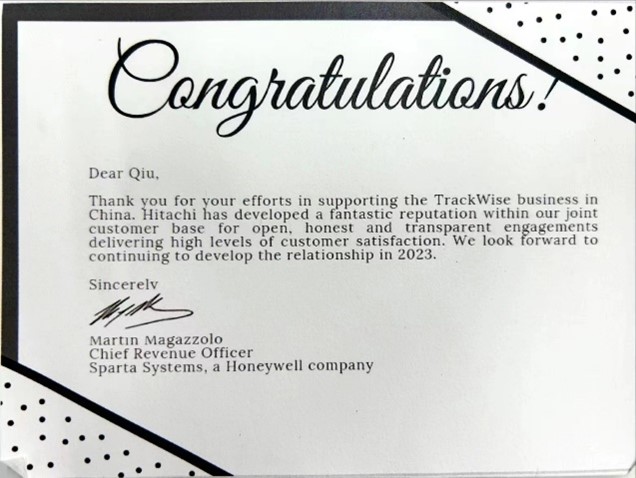 Congratulations!
Dear Qiu,
Thank you for your efforts in supporting the TrackWise business in
China. Hitachi has developed a fantastic reputation within our joint
customer base for open, honest and transparent engagements
delivering high levels of customer satisfaction. We look forward to
continuing to develop the relationship in 2023.
Sincerely
Martin Magazzolo
Chief Revenue Officer
Sparta Systems, a Honeywell company